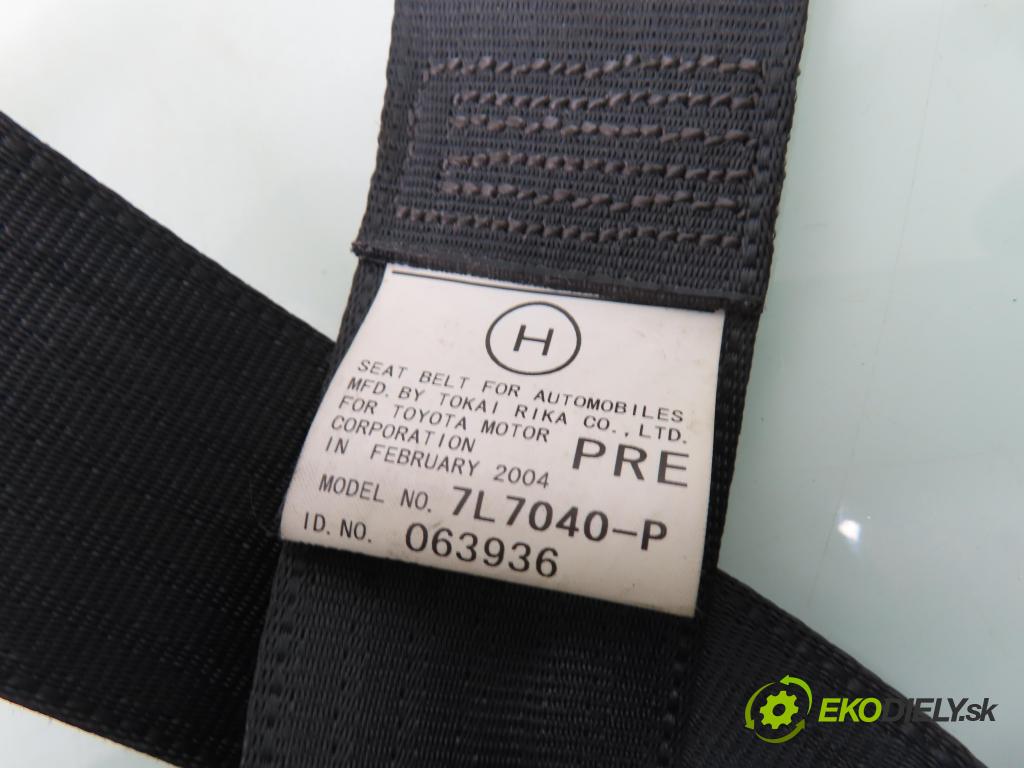 H
SEAT BELT FOR AUTOMOBILES
MFD. BY TOKAI RIKA CO., LTD.
FOR TOYOTA MOTOR
CORPORATION PRE
IN FEBRUARY 2004
MODEL NO. 7L7040-P
ID. NO. 063936
EKODIELY.sk